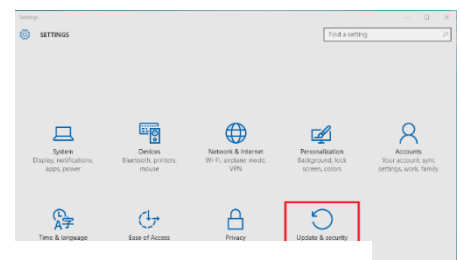 Settings
SETTINGS
Find a setting
System
Display, notifications,
apps, power
Devices
Bluetooth, printers,
mouse
Network & Internet
Wi-Fi, airplane mode,
VPN
Personalization
Background, lock
screen, colors
Accounts
Your account, sync
settings, work, family
Time & language
Ease of Access
Privacy
Update & security